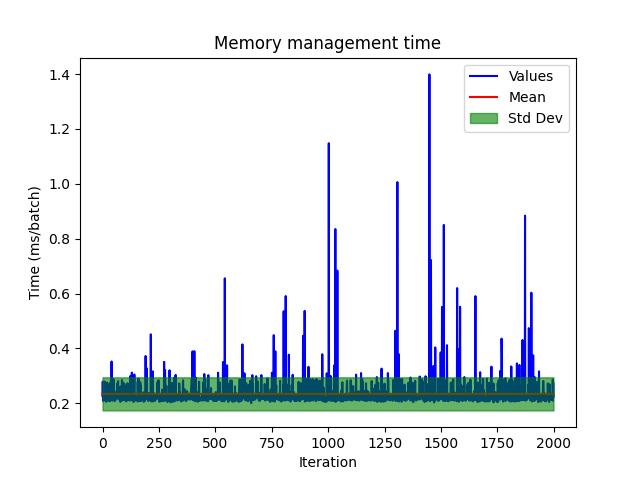 Memory management time
Time (ms/batch)
1.4
1.2
1.0
0.8
0.6
0.4
0.2
Values
Mean
Std Dev
0 250 500 750 1000 1250 1500 1750 2000
Iteration